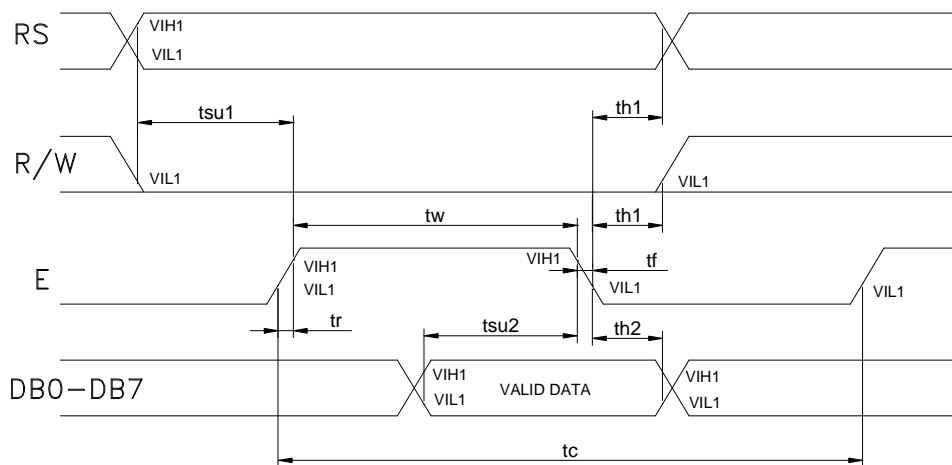 RS
VIH1
VIL1
tsu1
th1
R/W
VIL1
VIL1
tw
th1
E
VIH1
VIL1
VIH1
tf
VIL1
VIL1
tr
tsu2
th2
DB0-DB7
VIH1
VIL1
VALID DATA
VIH1
VIL1
tc